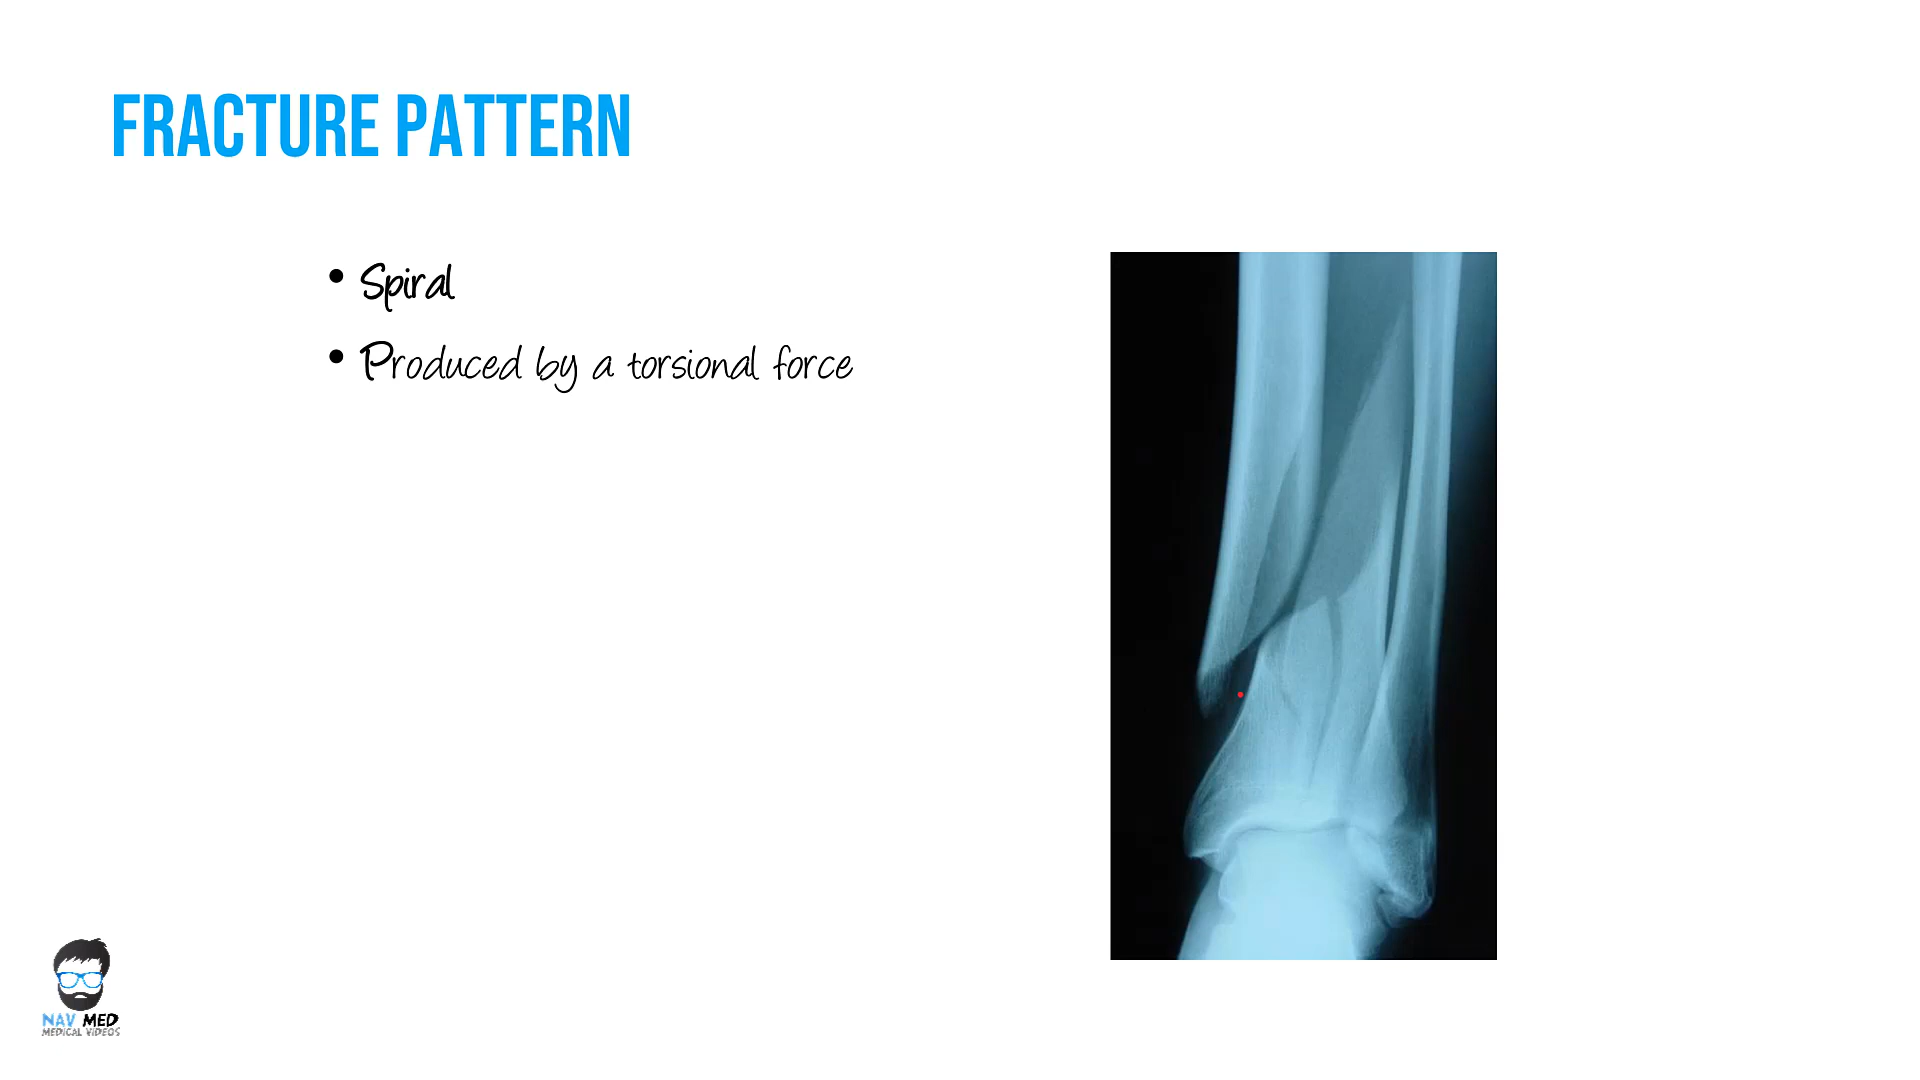 FRACTURE PATTERN
• Spiral
• Produced by a torsional force
NAV MED
MEDICAL VIDEOS